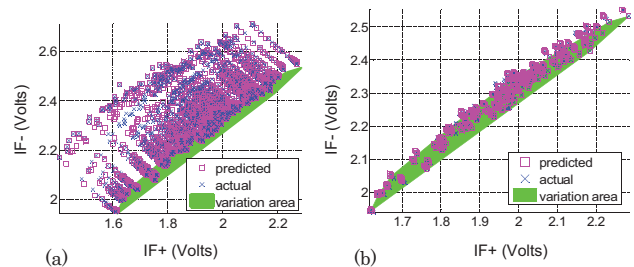 2.6
2.4
2.2
2
IF- (Volts)
predicted
actual
variation area
1.6 1.8 2 2.2
(a) IF+ (Volts)
2.5
2.4
2.3
2.2
2.1
2
IF- (Volts)
predicted
actual
variation area
1.7 1.8 1.9 2 2.1 2.2
(b) IF+ (Volts)